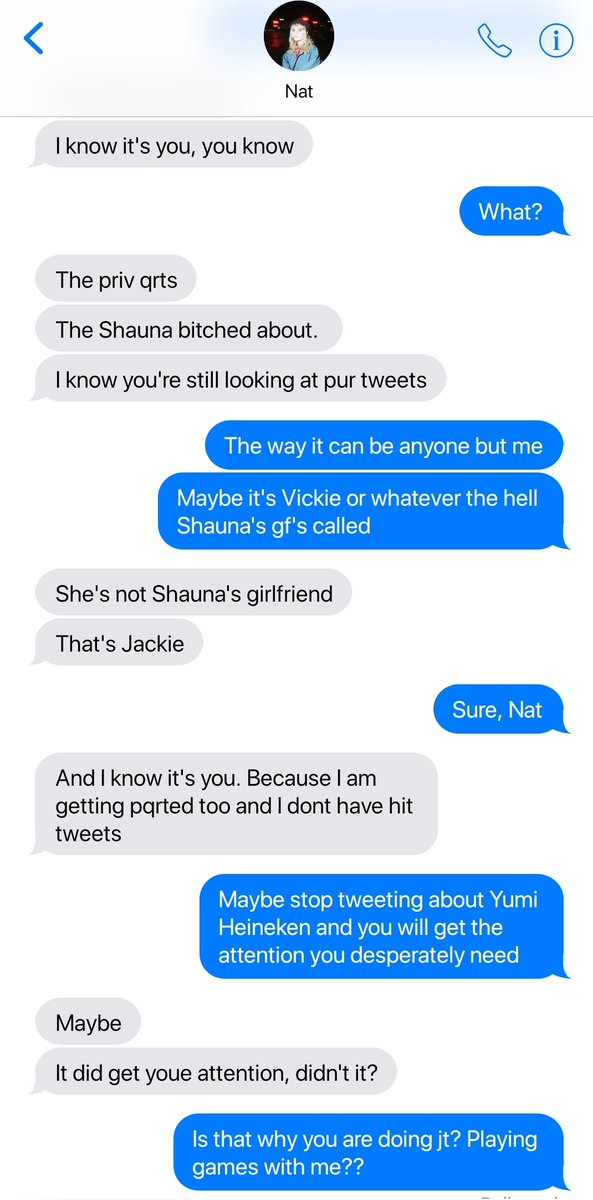 Nat
I know it's you, you know
What?
The priv qrts
The Shauna bitched about.
I know you're still looking at pur tweets
The way it can be anyone but me
Maybe it's Vickie or whatever the hell
Shauna's gf's called
She's not Shauna's girlfriend
That's Jackie
Sure, Nat
And I know it's you. Because I am
getting pqrted too and I dont have hit
tweets
Maybe stop tweeting about Yumi
Heineken and you will get the
attention you desperately need
Maybe
It did get youe attention, didn't it?
Is that why you are doing jt? Playing
games with me??